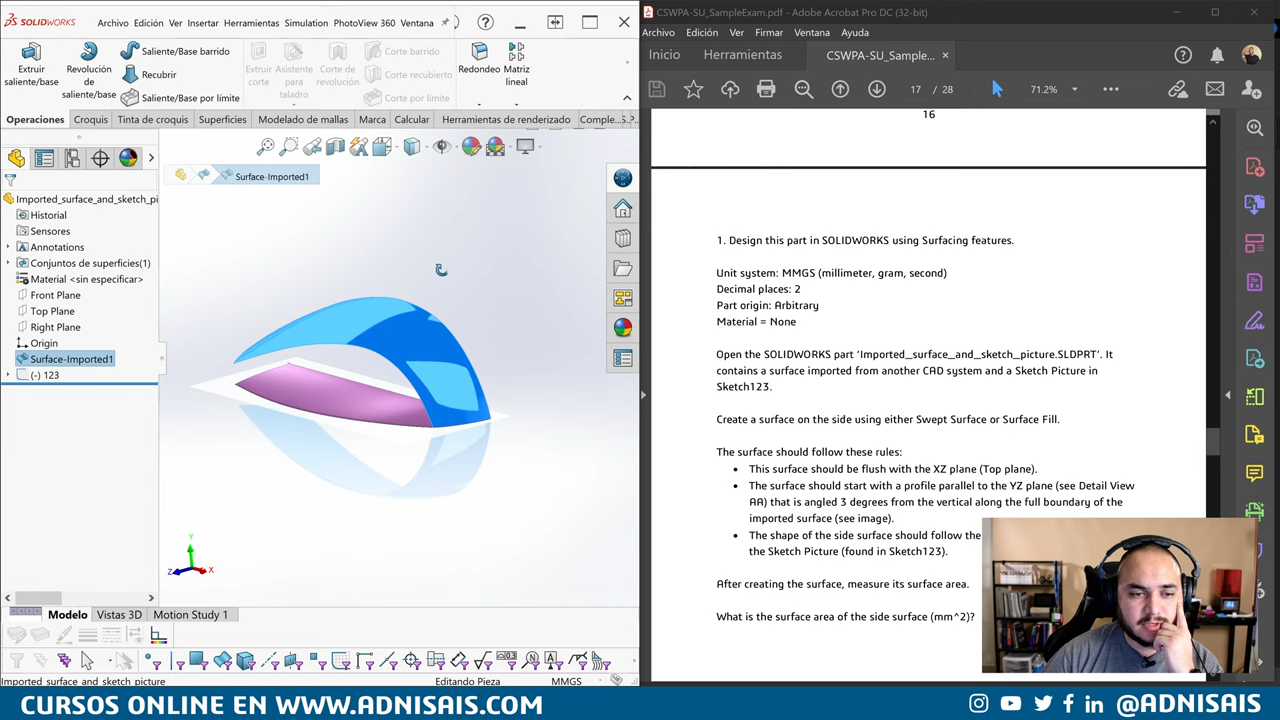 SOLIDWORKS
Archivo Edición Ver Insertar Herramientas Simulation PhotoView 360 Ventana
Extruir saliente/base
Revolución de saliente/base
Saliente/Base barrido
Recubrir
Saliente/Base por límite
Extruir corte
Asistente para taladro
Corte de revolución
Corte barrido
Corte recubierto
Corte por límite
Redondeo
Matriz lineal
Operaciones Croquis Tinta de croquis Superficies Modelado de mallas Marca Calcular Herramientas de renderizado Comple...
Surface-Imported1
Imported_surface_and_sketch_pi
Historial
Sensores
Annotations
Conjuntos de superficies(1)
Material <sin especificar>
Front Plane
Top Plane
Right Plane
Origin
Surface-Imported1
(-) 123
Y
Z X
Modelo Vistas 3D Motion Study 1
Imported surface and sketch picture Editando Pieza MMGS
CSWPA-SU_SampleExam.pdf - Adobe Acrobat Pro DC (32-bit)
Archivo Edición Ver Firmar Ventana Ayuda
Inicio Herramientas CSWPA-SU_Sample... ×
17 / 28 71.2%
16
1. Design this part in SOLIDWORKS using Surfacing features.
Unit system: MMGS (millimeter, gram, second)
Decimal places: 2
Part origin: Arbitrary
Material = None
Open the SOLIDWORKS part ‘Imported_surface_and_sketch_picture.SLDPRT’. It
contains a surface imported from another CAD system and a Sketch Picture in
Sketch123.
Create a surface on the side using either Swept Surface or Surface Fill.
The surface should follow these rules:
• This surface should be flush with the XZ plane (Top plane).
• The surface should start with a profile parallel to the YZ plane (see Detail View
AA) that is angled 3 degrees from the vertical along the full boundary of the
imported surface (see image).
• The shape of the side surface should follow the
the Sketch Picture (found in Sketch123).
After creating the surface, measure its surface area.
What is the surface area of the side surface (mm^2)?
CURSOS ONLINE EN WWW.ADNISAIS.COM @ADNISAIS